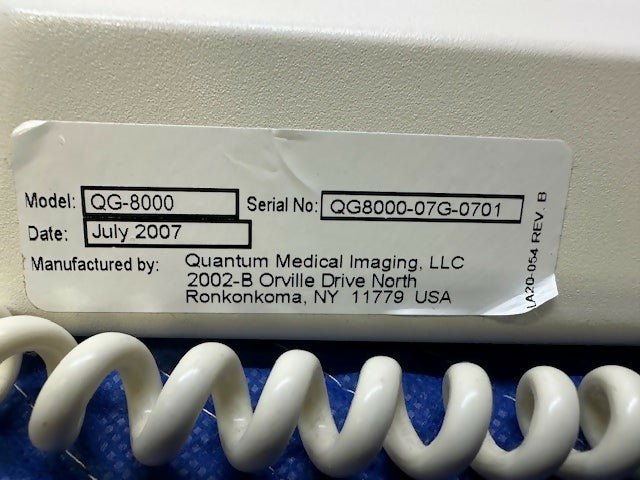 Model: QG-8000 Serial No: QG8000-07G-0701
Date: July 2007
Manufactured by: Quantum Medical Imaging, LLC
2002-B Orville Drive North
Ronkonkoma, NY 11779 USA
LA20-054 REV. B